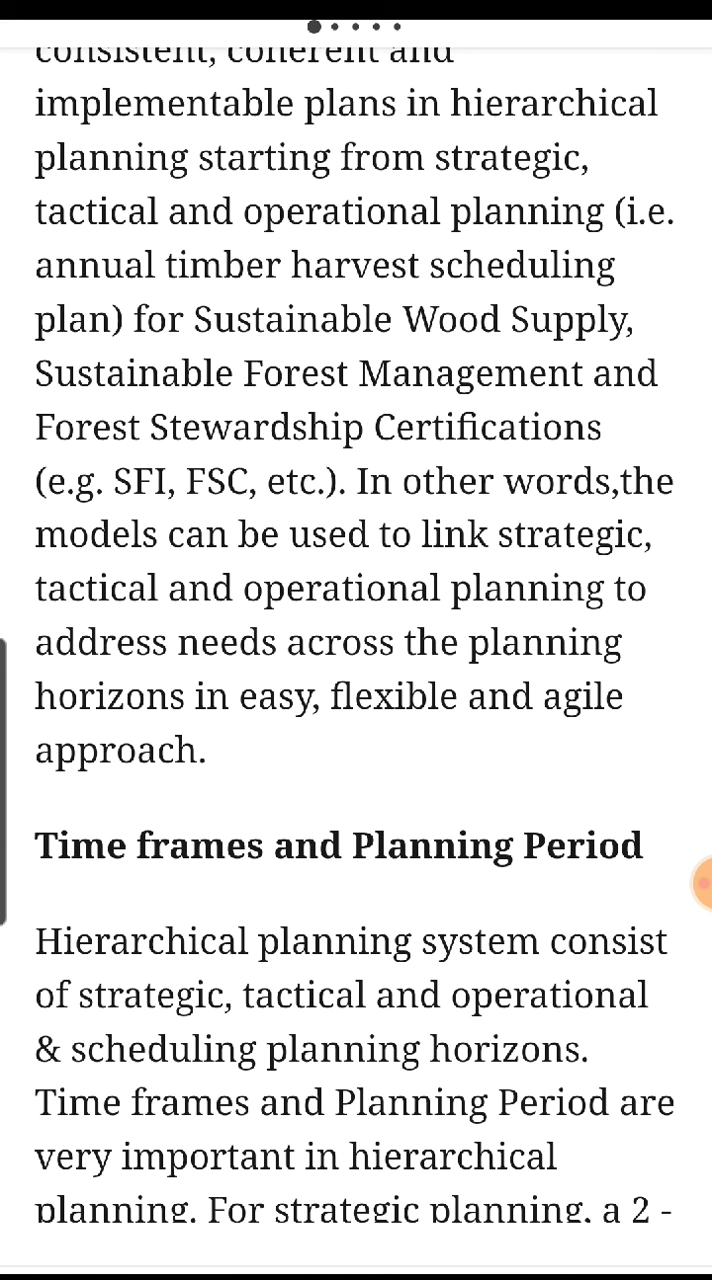 consistent, coherent and
implementable plans in hierarchical
planning starting from strategic,
tactical and operational planning (i.e.
annual timber harvest scheduling
plan) for Sustainable Wood Supply,
Sustainable Forest Management and
Forest Stewardship Certifications
(e.g. SFI, FSC, etc.). In other words,the
models can be used to link strategic,
tactical and operational planning to
address needs across the planning
horizons in easy, flexible and agile
approach.
Time frames and Planning Period
Hierarchical planning system consist
of strategic, tactical and operational
& scheduling planning horizons.
Time frames and Planning Period are
very important in hierarchical
planning. For strategic planning, a 2 -